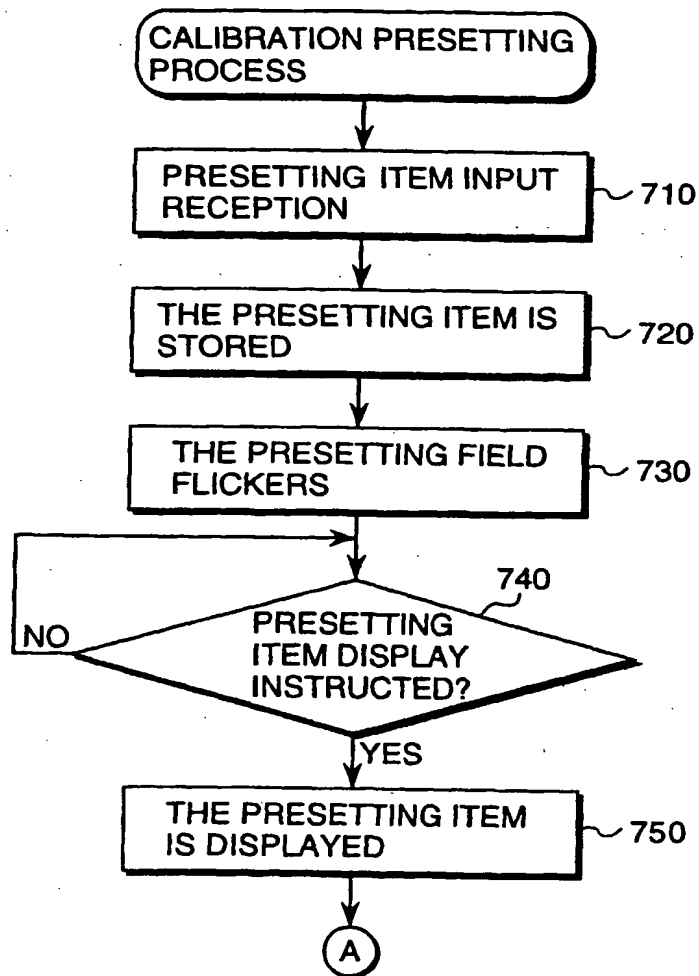 CALIBRATION PRESETTING
PROCESS
PRESETTING ITEM INPUT
RECEPTION
710
THE PRESETTING ITEM IS
STORED
720
THE PRESETTING FIELD
FLICKERS
730
740
PRESETTING
ITEM DISPLAY
INSTRUCTED?
NO
YES
THE PRESETTING ITEM
IS DISPLAYED
750
A